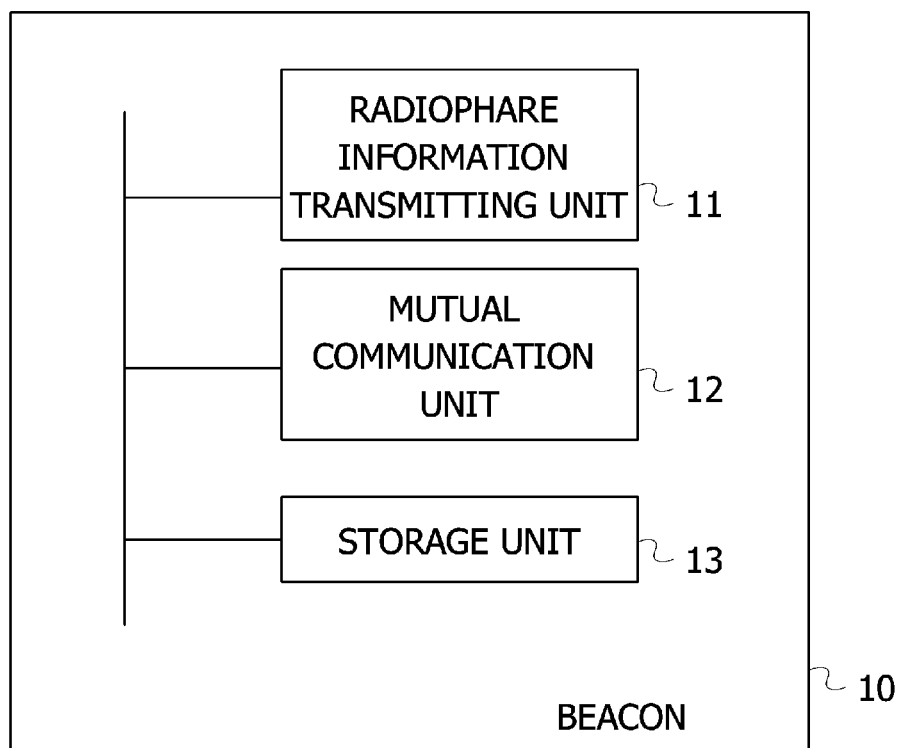 RADIOPHARE
INFORMATION
TRANSMITTING UNIT
11
MUTUAL
COMMUNICATION
UNIT
12
STORAGE UNIT
13
10
BEACON